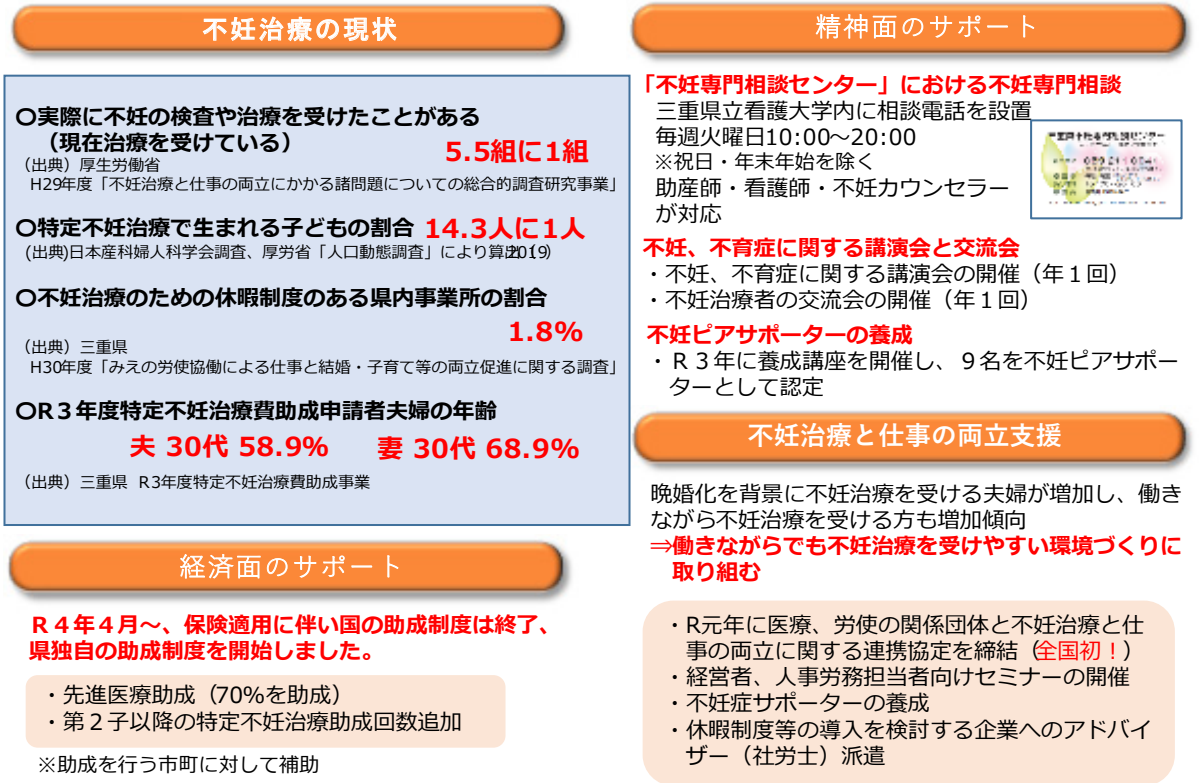 不妊治療の現状
〇実際に不妊の検査や治療を受けたことがある
（現在治療を受けている）
5.5組に1組
（出典）厚生労働省
H29年度「不妊治療と仕事の両立にかかる諸問題についての総合的調査研究事業」
〇特定不妊治療で生まれる子どもの割合 14.3人に1人
(出典)日本産科婦人科学会調査、厚労省「人口動態調査」により算出（2019）
〇不妊治療のための休暇制度のある県内事業所の割合
1.8%
（出典）三重県
H30年度「みえの労使協働による仕事と結婚・子育て等の両立促進に関する調査」
〇R３年度特定不妊治療費助成申請者夫婦の年齢
夫 30代 58.9% 妻 30代 68.9%
（出典）三重県 R3年度特定不妊治療費助成事業
経済面のサポート
Ｒ４年４月～、保険適用に伴い国の助成制度は終了、
県独自の助成制度を開始しました。
・先進医療助成（70%を助成）
・第２子以降の特定不妊治療助成回数追加
※助成を行う市町に対して補助
精神面のサポート
「不妊専門相談センター」における不妊専門相談
三重県立看護大学内に相談電話を設置
毎週火曜日10:00～20:00
※祝日・年末年始を除く
助産師・看護師・不妊カウンセラー
が対応
不妊、不育症に関する講演会と交流会
・不妊、不育症に関する講演会の開催（年１回）
・不妊治療者の交流会の開催（年１回）
不妊ピアサポーターの養成
・Ｒ３年に養成講座を開催し、９名を不妊ピアサポー
ターとして認定
不妊治療と仕事の両立支援
晩婚化を背景に不妊治療を受ける夫婦が増加し、働き
ながら不妊治療を受ける方も増加傾向
⇒働きながらでも不妊治療を受けやすい環境づくりに
取り組む
・R元年に医療、労使の関係団体と不妊治療と仕
事の両立に関する連携協定を締結（全国初！）
・経営者、人事労務担当者向けセミナーの開催
・不妊症サポーターの養成
・休暇制度等の導入を検討する企業へのアドバイ
ザー（社労士）派遣